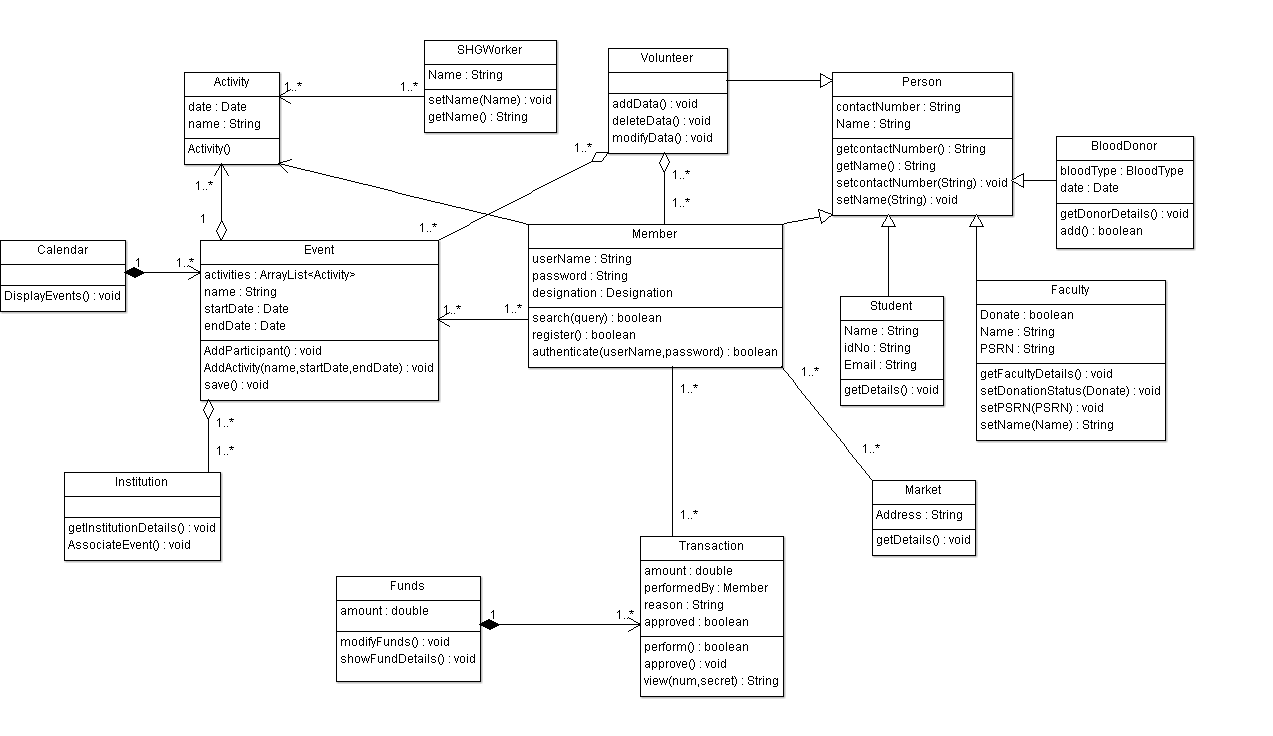 SHGWorker
Name : String
setName(Name) : void
getName() : String
Volunteer
addData() : void
deleteData() : void
modifyData() : void
Activity
date : Date
name : String
Activity()
Person
contactNumber : String
Name : String
getcontactNumber() : String
getName() : String
setcontactNumber(String) : void
setName(String) : void
BloodDonor
bloodType : BloodType
date : Date
getDonorDetails() : void
add() : boolean
1..*
1..*
1..*
1..*
1..*
1..*
1..*
1
Calendar
DisplayEvents() : void
1
1..*
Event
activities : ArrayList<Activity>
name : String
startDate : Date
endDate : Date
AddParticipant() : void
AddActivity(name,startDate,endDate) : void
save() : void
Member
userName : String
password : String
designation : Designation
search(query) : boolean
register() : boolean
authenticate(userName,password) : boolean
1..*
1..*
Student
Name : String
idNo : String
Email : String
getDetails() : void
Faculty
Donate : boolean
Name : String
PSRN : String
getFacultyDetails() : void
setDonationStatus(Donate) : void
setPSRN(PSRN) : void
setName(Name) : String
1..*
1..*
1..*
1..*
1..*
1..*
Institution
getInstitutionDetails() : void
AssociateEvent() : void
Market
Address : String
getDetails() : void
Funds
amount : double
modifyFunds() : void
showFundDetails() : void
1
1..*
Transaction
amount : double
performedBy : Member
reason : String
approved : boolean
perform() : boolean
approve() : void
view(num,secret) : String